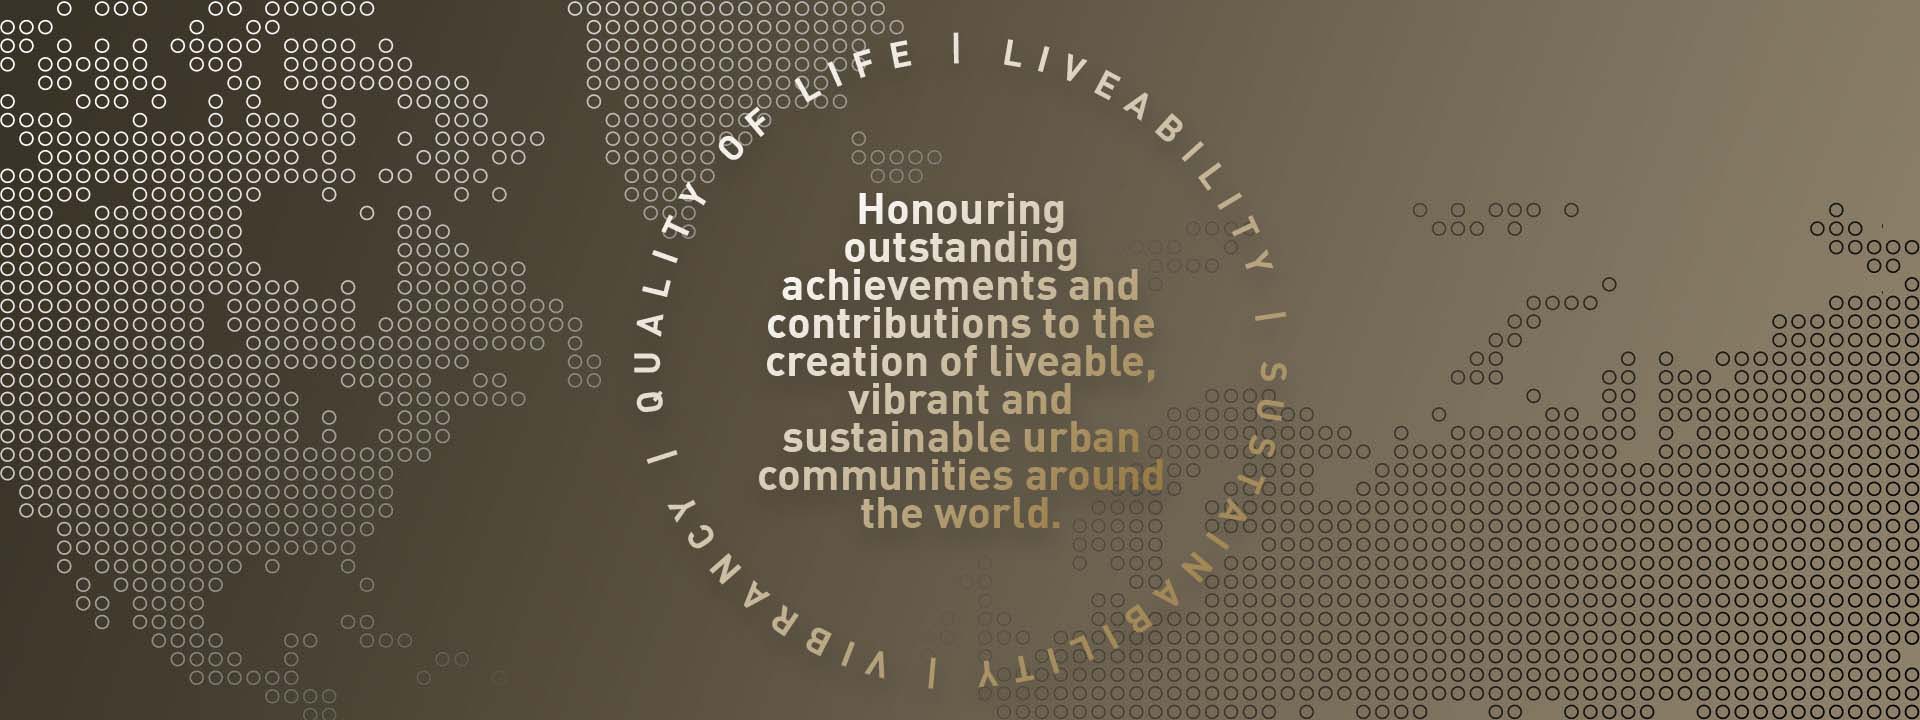 QUALITY OF LIFE | LIVEABILITY | SUSTAINABILITY | VIBRANCY |
Honouring
outstanding
achievements and
contributions to the
creation of liveable,
vibrant and
sustainable urban
communities around
the world.